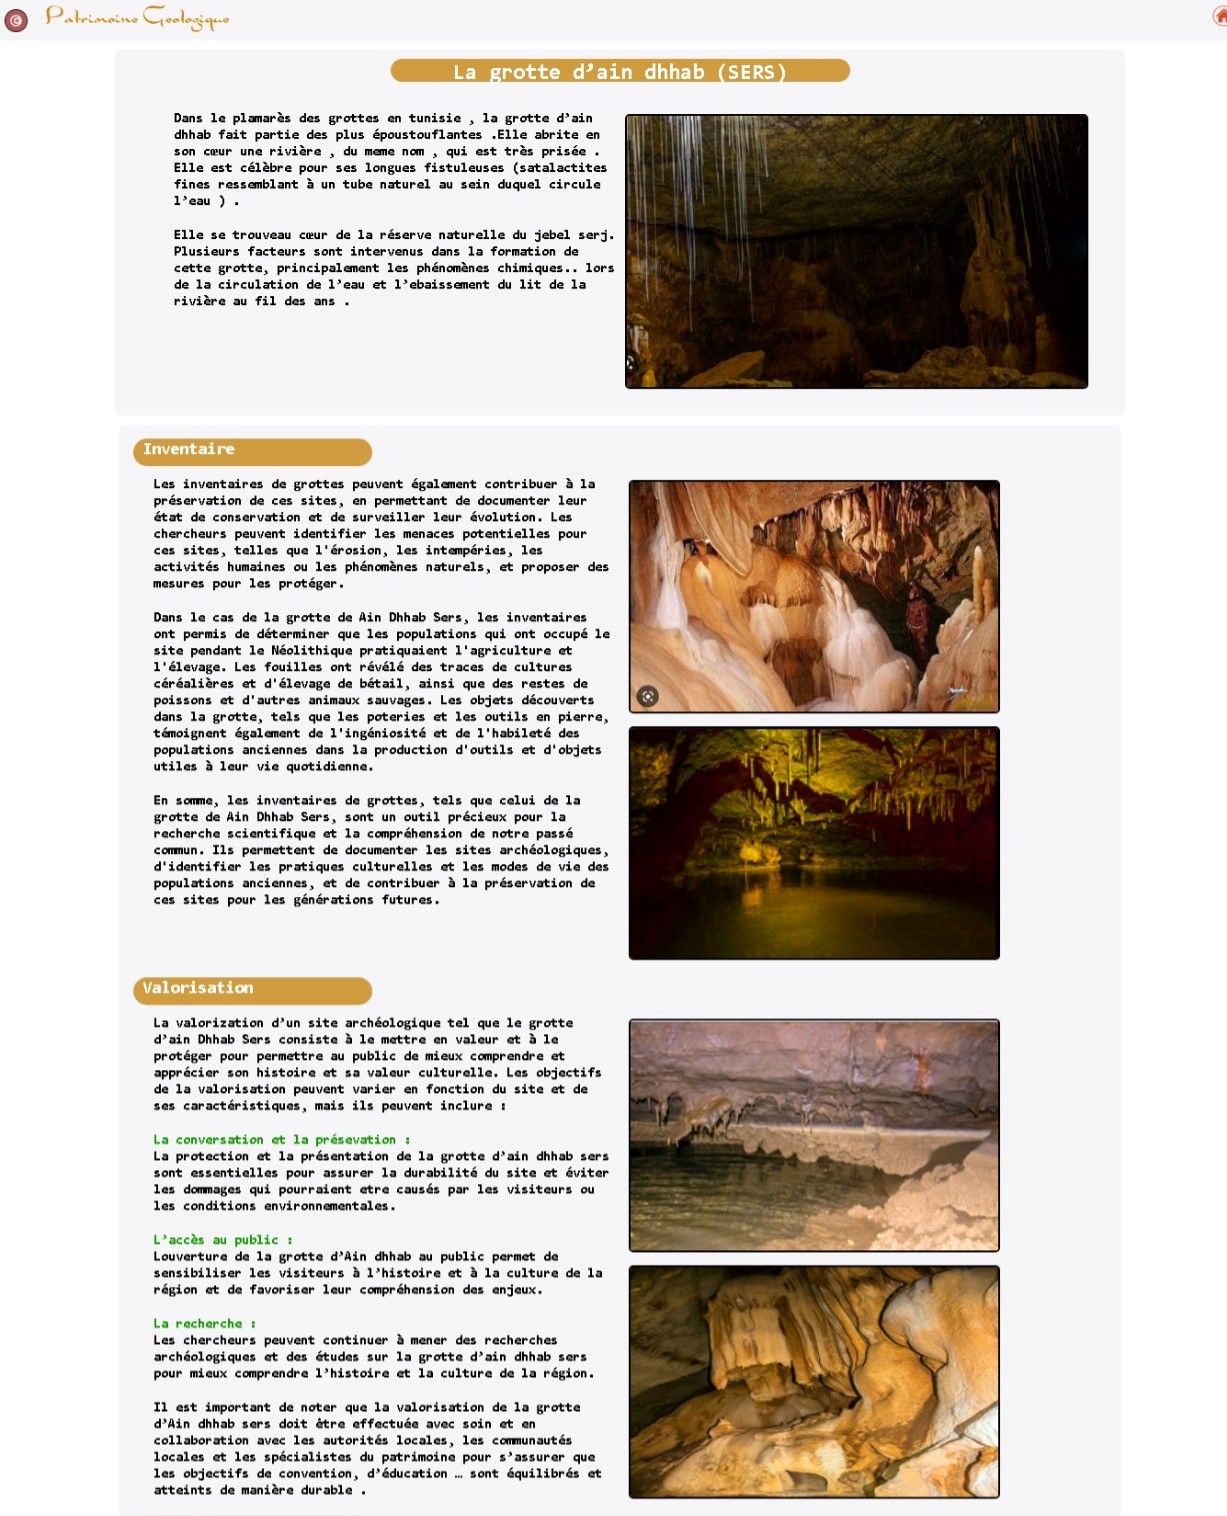 Patrimoine Geologique
La grotte d’ain dhhab (SERS)
Dans le plamarès des grottes en tunisie , la grotte d’ain
dhhab fait partie des plus époustouflantes .Elle abrite en
son cœur une rivière , du meme nom , qui est très prisée .
Elle est célèbre pour ses longues fistuleuses (satalactites
fines ressemblant à un tube naturel au sein duquel circule
l’eau ) .
Elle se trouveau cœur de la réserve naturelle du jebel serj.
Plusieurs facteurs sont intervenus dans la formation de
cette grotte, principalement les phénomènes chimiques.. lors
de la circulation de l’eau et l’ebaissement du lit de la
rivière au fil des ans .
Inventaire
Les inventaires de grottes peuvent également contribuer à la
préservation de ces sites, en permettant de documenter leur
état de conservation et de surveiller leur évolution. Les
chercheurs peuvent identifier les menaces potentielles pour
ces sites, telles que l'érosion, les intempéries, les
activités humaines ou les phénomènes naturels, et proposer des
mesures pour les protéger.
Dans le cas de la grotte de Ain Dhhab Sers, les inventaires
ont permis de déterminer que les populations qui ont occupé le
site pendant le Néolithique pratiquaient l'agriculture et
l'élevage. Les fouilles ont révélé des traces de cultures
céréalières et d'élevage de bétail, ainsi que des restes de
poissons et d'autres animaux sauvages. Les objets découverts
dans la grotte, tels que les poteries et les outils en pierre,
témoignent également de l'ingéniosité et de l'habileté des
populations anciennes dans la production d'outils et d'objets
utiles à leur vie quotidienne.
En somme, les inventaires de grottes, tels que celui de la
grotte de Ain Dhhab Sers, sont un outil précieux pour la
recherche scientifique et la compréhension de notre passé
commun. Ils permettent de documenter les sites archéologiques,
d'identifier les pratiques culturelles et les modes de vie des
populations anciennes, et de contribuer à la préservation de
ces sites pour les générations futures.
Valorisation
La valorization d’un site archéologique tel que le grotte
d’ain Dhhab Sers consiste à le mettre en valeur et à le
protéger pour permettre au public de mieux comprendre et
apprécier son histoire et sa valeur culturelle. Les objectifs
de la valorisation peuvent varier en fonction du site et de
ses caractéristiques, mais ils peuvent inclure :
La conversation et la présevation :
La protection et la présentation de la grotte d’ain dhhab sers
sont essentielles pour assurer la durabilité du site et éviter
les dommages qui pourraient etre causés par les visiteurs ou
les conditions environnementales.
L’accès au public :
Louverture de la grotte d’Ain dhhab au public permet de
sensibiliser les visiteurs à l’histoire et à la culture de la
région et de favoriser leur compréhension des enjeux.
La recherche :
Les chercheurs peuvent continuer à mener des recherches
archéologiques et des études sur la grotte d’ain dhhab sers
pour mieux comprendre l’histoire et la culture de la région.
Il est important de noter que la valorisation de la grotte
d’Ain dhhab sers doit être effectuée avec soin et en
collaboration avec les autorités locales, les communautés
locales et les spécialistes du patrimoine pour s’assurer que
les objectifs de convention, d’éducation … sont équilibrés et
atteints de manière durable .